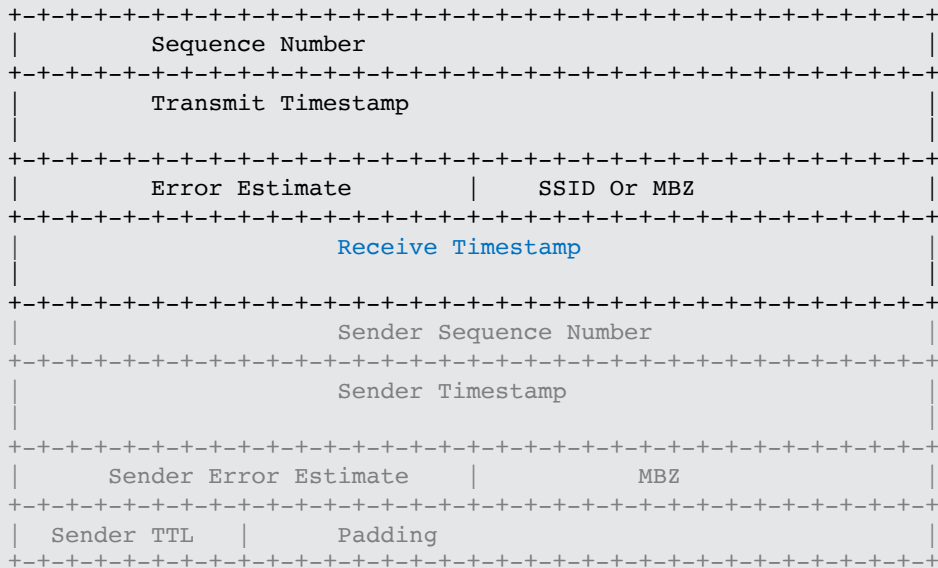 +-+-+-+-+-+-+-+-+-+-+-+-+-+-+-+-+-+-+-+-+-+-+-+-+-+-+-+-+-+-+-+-+
|         Sequence Number                                       |
+-+-+-+-+-+-+-+-+-+-+-+-+-+-+-+-+-+-+-+-+-+-+-+-+-+-+-+-+-+-+-+-+
|         Transmit Timestamp                                    |
|                                                               |
+-+-+-+-+-+-+-+-+-+-+-+-+-+-+-+-+-+-+-+-+-+-+-+-+-+-+-+-+-+-+-+-+
|         Error Estimate        |    SSID Or MBZ                |
+-+-+-+-+-+-+-+-+-+-+-+-+-+-+-+-+-+-+-+-+-+-+-+-+-+-+-+-+-+-+-+-+
|                      Receive Timestamp                        |
|                                                               |
+-+-+-+-+-+-+-+-+-+-+-+-+-+-+-+-+-+-+-+-+-+-+-+-+-+-+-+-+-+-+-+-+
|                      Sender Sequence Number                   |
+-+-+-+-+-+-+-+-+-+-+-+-+-+-+-+-+-+-+-+-+-+-+-+-+-+-+-+-+-+-+-+-+
|                      Sender Timestamp                         |
|                                                               |
+-+-+-+-+-+-+-+-+-+-+-+-+-+-+-+-+-+-+-+-+-+-+-+-+-+-+-+-+-+-+-+-+
|      Sender Error Estimate    |           MBZ                 |
+-+-+-+-+-+-+-+-+-+-+-+-+-+-+-+-+-+-+-+-+-+-+-+-+-+-+-+-+-+-+-+-+
|  Sender TTL   |      Padding                                  |
+-+-+-+-+-+-+-+-+-+-+-+-+-+-+-+-+-+-+-+-+-+-+-+-+-+-+-+-+-+-+-+-+